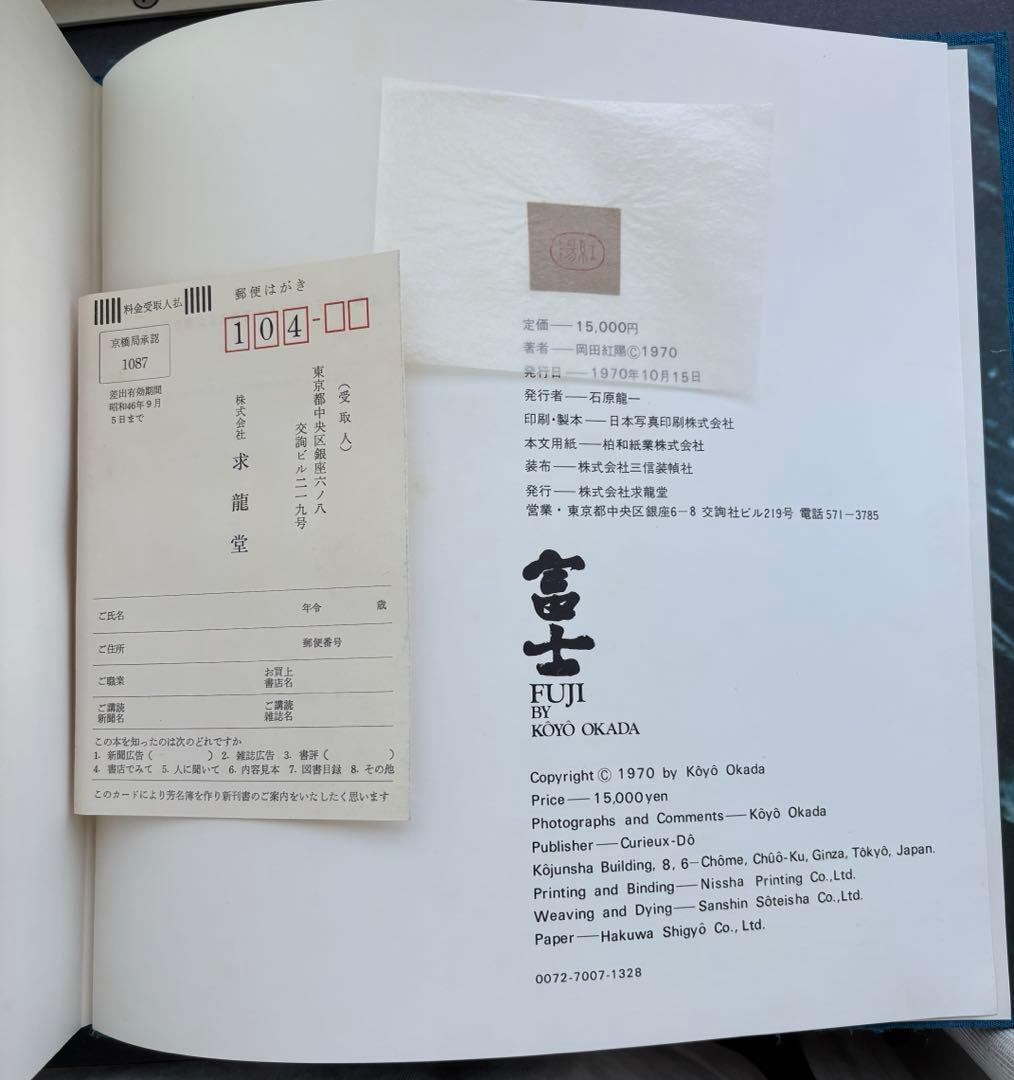 料金受取人払
郵便はがき
104-
京橋局承認
1087
差出有効期間
昭和46年9月
5日まで
(受取人)
東京都中央区銀座六ノ八
交詢ビル二一九号
株式会社 求龍堂
ご氏名 年令 歳
ご住所 郵便番号
ご職業 お買上書店名
ご講読新聞名 ご講読雑誌名
この本を知ったのは次のどれですか
1. 新聞広告( ) 2. 雑誌広告 3. 書評( )
4. 書店でみて 5. 人に聞いて 6. 内容見本 7. 図書目録 8. その他
このカードにより芳名簿を作り新刊書のご案内をいたしたく思います
紅陽
定価──15,000円
著者──岡田紅陽©1970
発行日──1970年10月15日
発行者──石原龍一
印刷・製本──日本写真印刷株式会社
本文用紙──柏和紙業株式会社
装布──株式会社三信装幀社
発行──株式会社求龍堂
営業・東京都中央区銀座6-8 交詢社ビル219号 電話571-3785
富士
FUJI
BY
KÔYÔ OKADA
Copyright © 1970 by Kôyô Okada
Price──15,000yen
Photographs and Comments──Kôyô Okada
Publisher──Curieux-Dô
Kôjunsha Building, 8, 6-Chôme, Chûô-Ku, Ginza, Tôkyô, Japan.
Printing and Binding──Nissha Printing Co.,Ltd.
Weaving and Dying──Sanshin Sôteisha Co.,Ltd.
Paper──Hakuwa Shigyô Co., Ltd.
0072-7007-1328